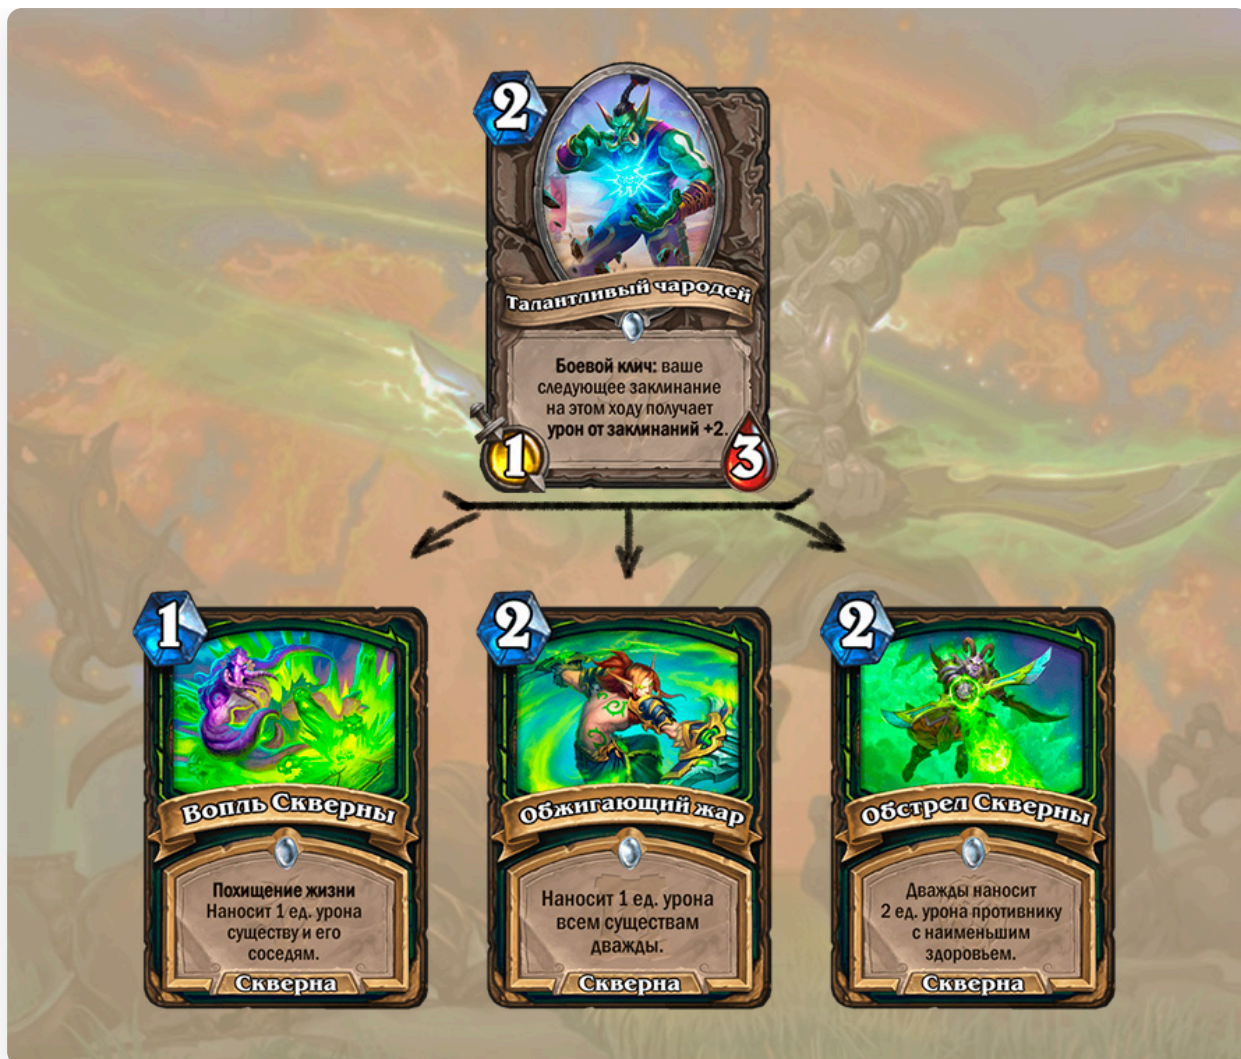 2
Талантливый чародей
Боевой клич: ваше
следующее заклинание
на этом ходу получает
урон от заклинаний +2.
1
3
1
Вопль Скверны
Похищение жизни
Наносит 1 ед. урона
существу и его
соседям.
Скверна
2
Обжигающий жар
Наносит 1 ед. урона
всем существам
дважды.
Скверна
2
Обстрел Скверны
Дважды наносит
2 ед. урона противнику
с наименьшим
здоровьем.
Скверна